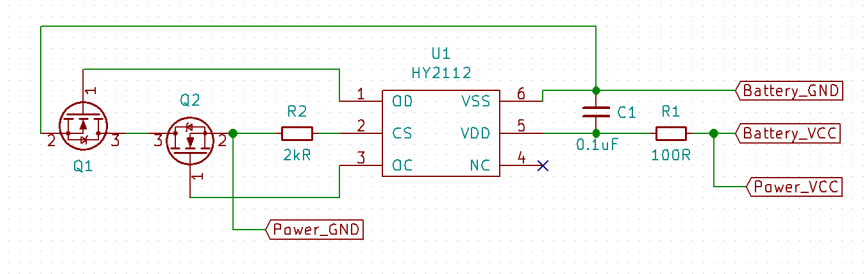 U1
HY2112
Q2
R2
1
OD
VSS
6
Battery_GND
1
C1
R1
2
3
3
2
2
CS
VDD
5
Battery_VCC
Q1
2kR
0.1uF
100R
3
OC
NC
4
1
Power_VCC
Power_GND